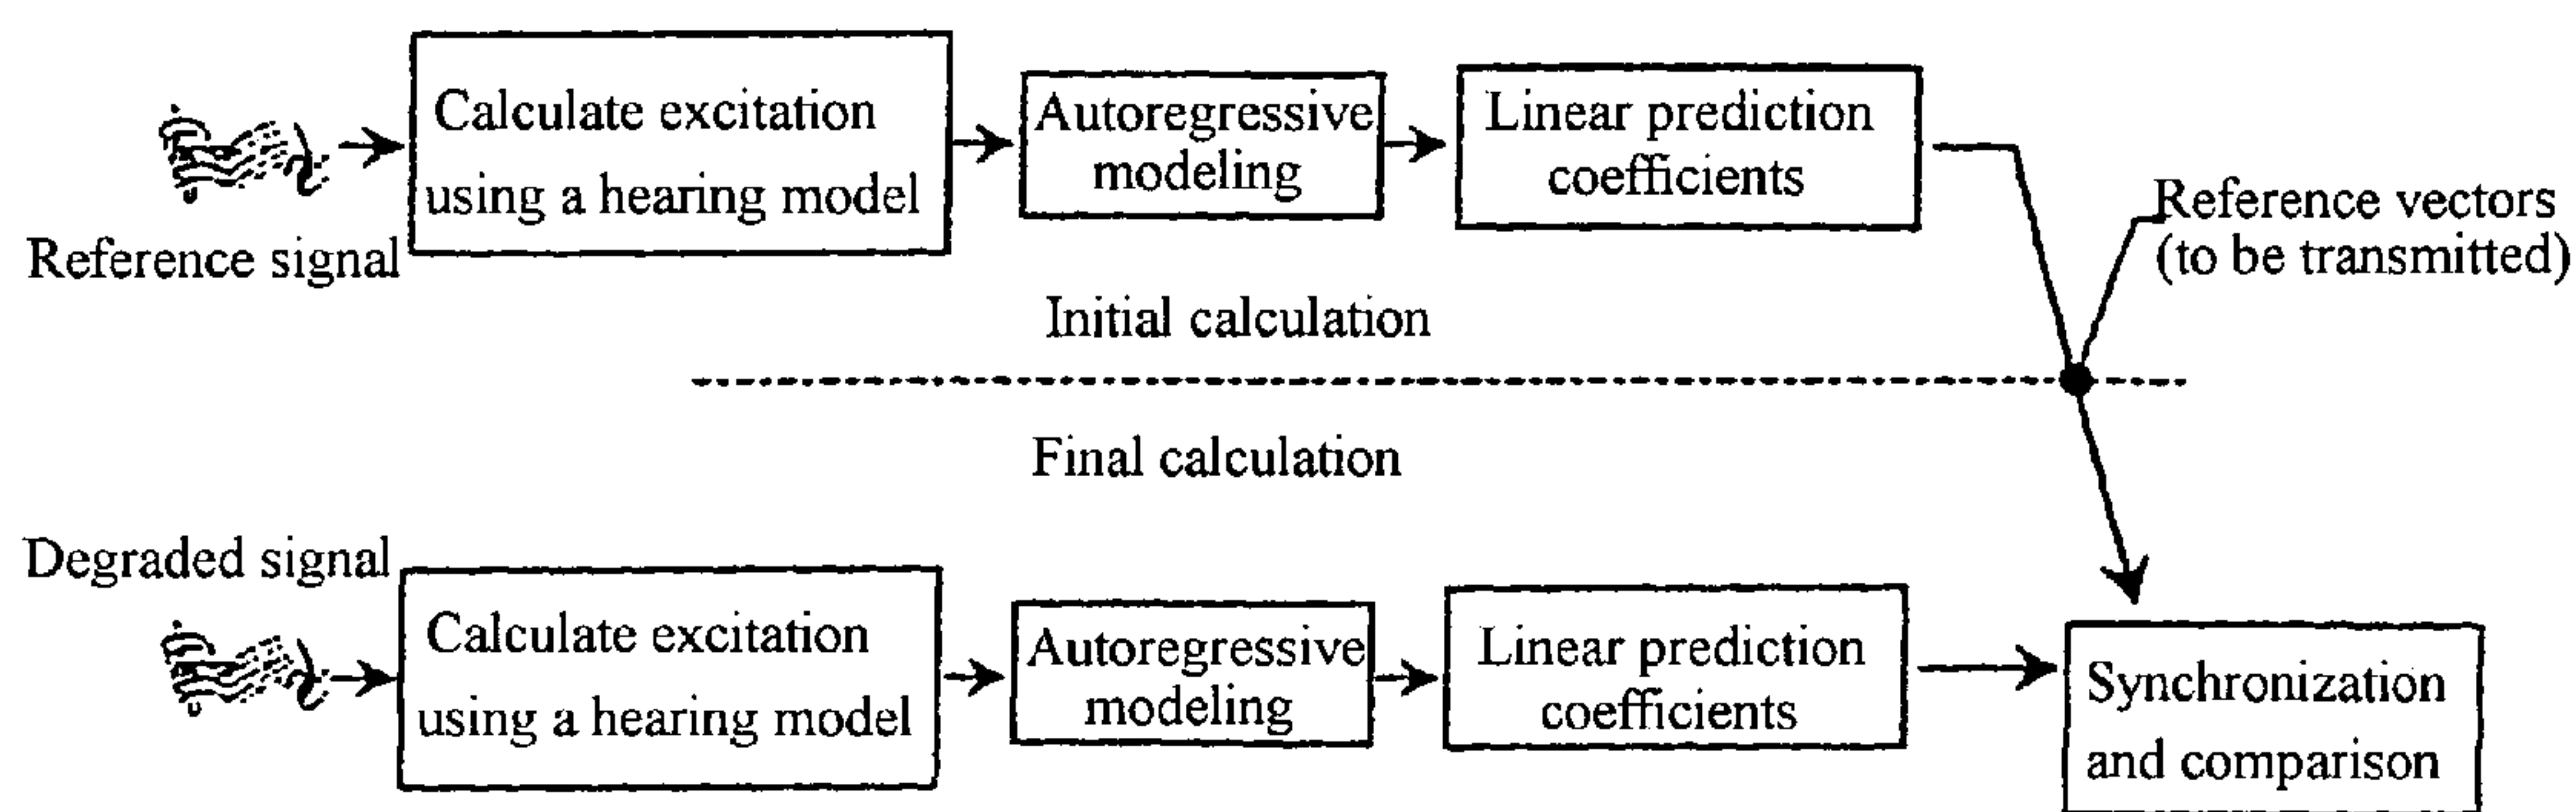 Reference signal
Calculate excitation
using a hearing model
Autoregressive
modeling
Linear prediction
coefficients
Reference vectors
(to be transmitted)
Initial calculation
Final calculation
Degraded signal
Calculate excitation
using a hearing model
Autoregressive
modeling
Linear prediction
coefficients
Synchronization
and comparison